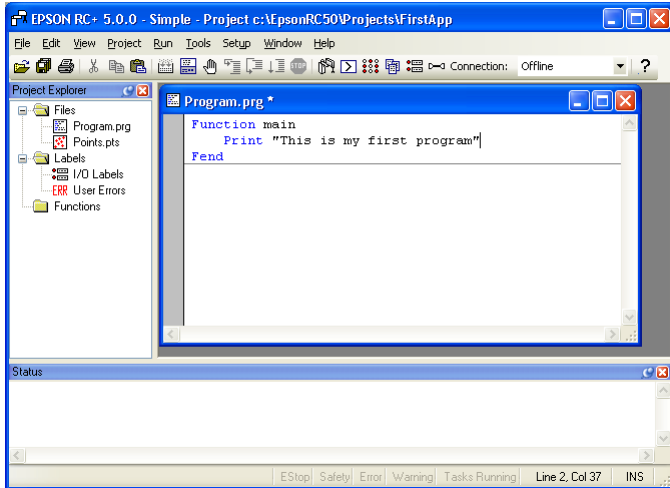 EPSON RC+ 5.0.0 - Simple - Project c:\EpsonRC50\Projects\FirstApp
File Edit View Project Run Tools Setup Window Help
STOP Connection: Offline ?
Project Explorer
Files
Program.prg
Points.pts
Labels
I/O Labels
ERR User Errors
Functions
Program.prg *
Function main
Print "This is my first program"
Fend
Status
EStop Safety Error Warning Tasks Running Line 2, Col 37 INS